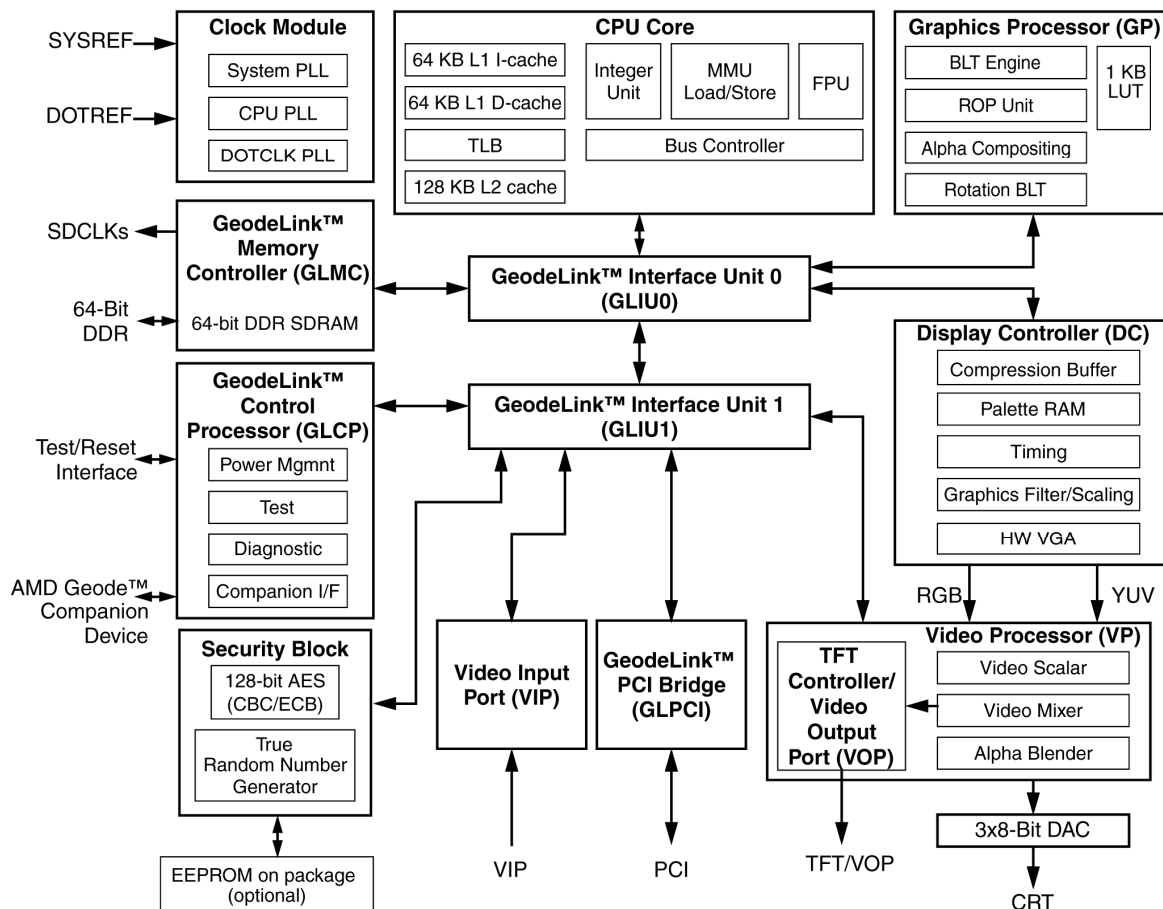 SYSREF
DOTREF
Clock Module
System PLL
CPU PLL
DOTCLK PLL
CPU Core
64 KB L1 I-cache
64 KB L1 D-cache
TLB
128 KB L2 cache
Integer
Unit
MMU
Load/Store
FPU
Bus Controller
Graphics Processor (GP)
BLT Engine
ROP Unit
Alpha Compositing
Rotation BLT
1 KB
LUT
SDCLKs
64-Bit
DDR
GeodeLink™
Memory
Controller (GLMC)
64-bit DDR SDRAM
GeodeLink™ Interface Unit 0
(GLIU0)
Display Controller (DC)
Compression Buffer
Palette RAM
Timing
Graphics Filter/Scaling
HW VGA
Test/Reset
Interface
AMD Geode™
Companion
Device
GeodeLink™
Control
Processor (GLCP)
Power Mgmnt
Test
Diagnostic
Companion I/F
GeodeLink™ Interface Unit 1
(GLIU1)
RGB
YUV
Security Block
128-bit AES
(CBC/ECB)
True
Random Number
Generator
EEPROM on package
(optional)
Video Input
Port (VIP)
VIP
GeodeLink™
PCI Bridge
(GLPCI)
PCI
Video Processor (VP)
TFT
Controller/
Video
Output
Port (VOP)
Video Scalar
Video Mixer
Alpha Blender
TFT/VOP
3x8-Bit DAC
CRT